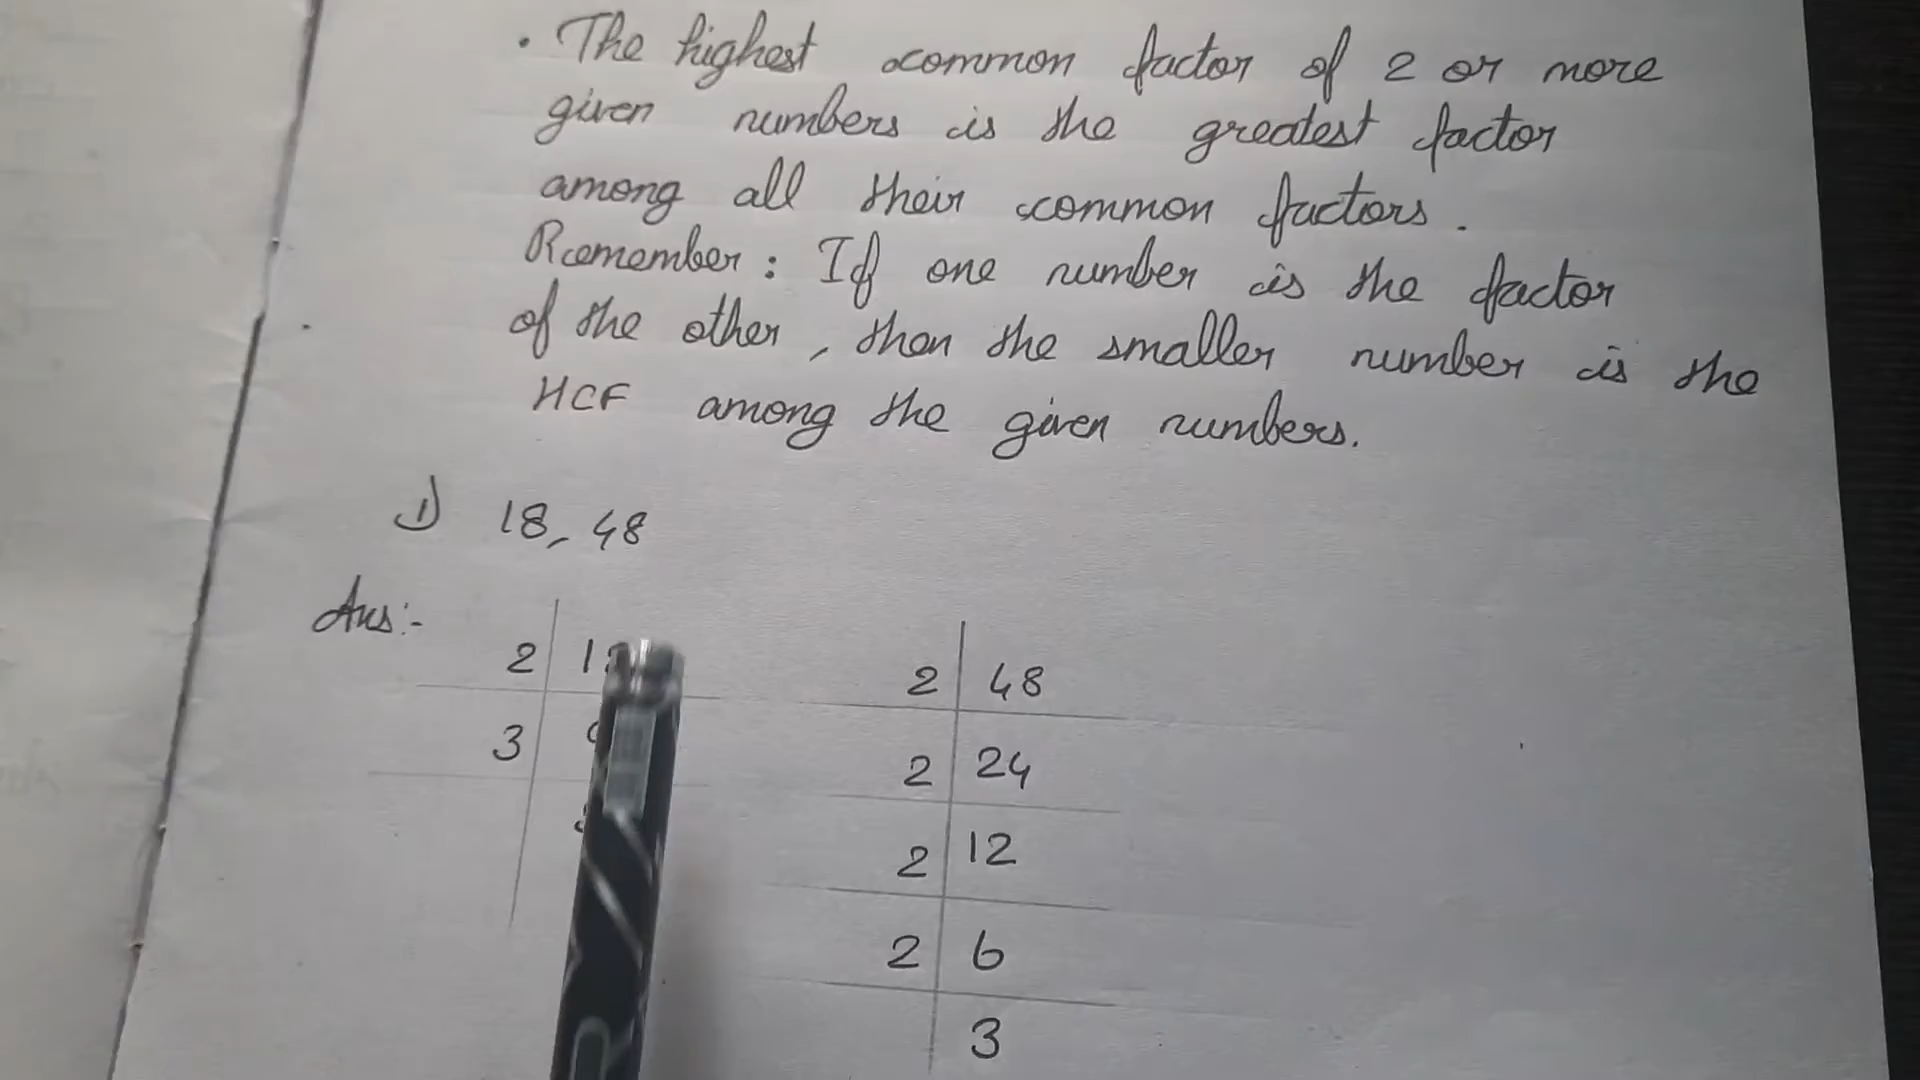 . The highest common factor of 2 or more
given numbers is the greatest factor
among all their common factors.
Remember : If one number is the factor
of the other, then the smaller number is the
HCF among the given numbers.
1) 18, 48
Ans:-
2
3
2 48
2 24
2 12
2 6
3